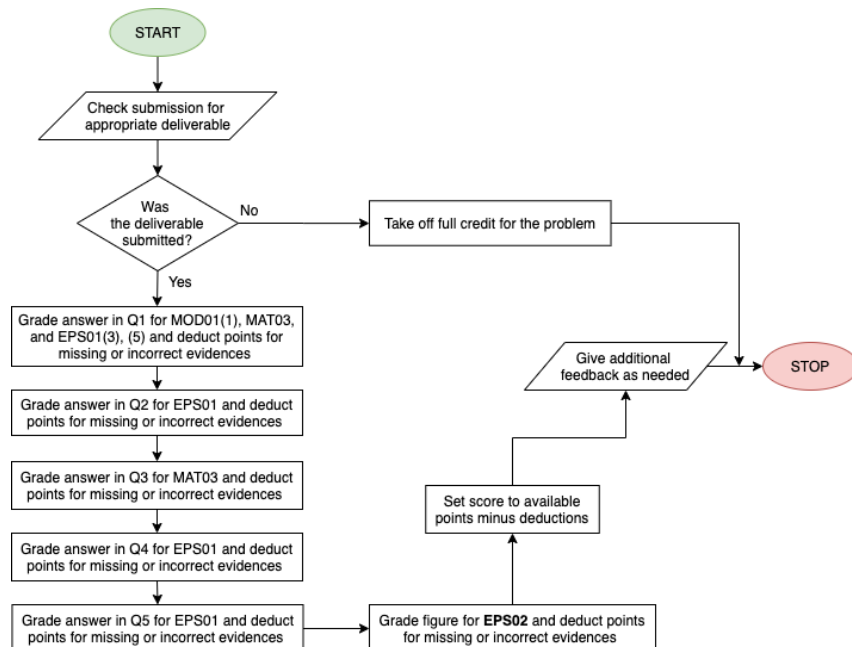 START
Check submission for
appropriate deliverable
Was
the deliverable
submitted?
No
Take off full credit for the problem
Yes
Grade answer in Q1 for MOD01(1), MAT03,
and EPS01(3), (5) and deduct points for
missing or incorrect evidences
Grade answer in Q2 for EPS01 and deduct
points for missing or incorrect evidences
Grade answer in Q3 for MAT03 and deduct
points for missing or incorrect evidences
Grade answer in Q4 for EPS01 and deduct
points for missing or incorrect evidences
Grade answer in Q5 for EPS01 and deduct
points for missing or incorrect evidences
Grade figure for EPS02 and deduct points
for missing or incorrect evidences
Set score to available
points minus deductions
Give additional
feedback as needed
STOP